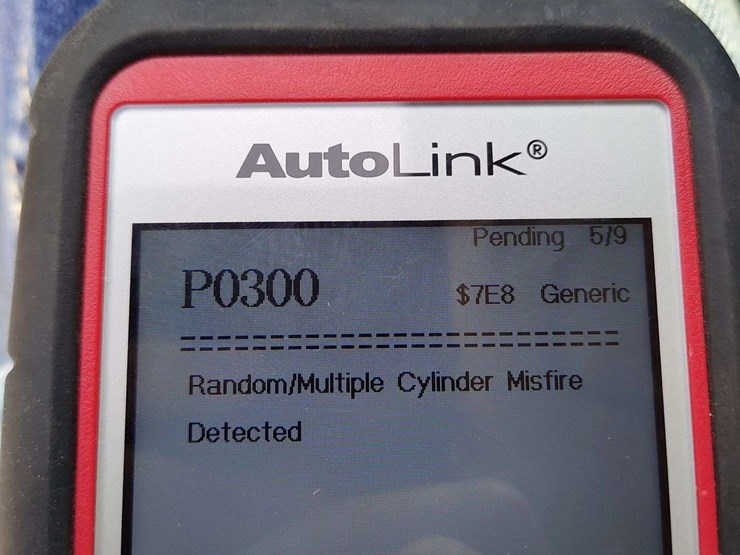 AutoLink®
Pending 5/9
P0300 $7E8 Generic
Random/Multiple Cylinder Misfire
Detected